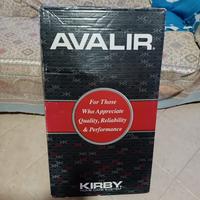 AVALIR.
For Those
Who Appreciate
Quality, Reliability
& Performance
KIRBY